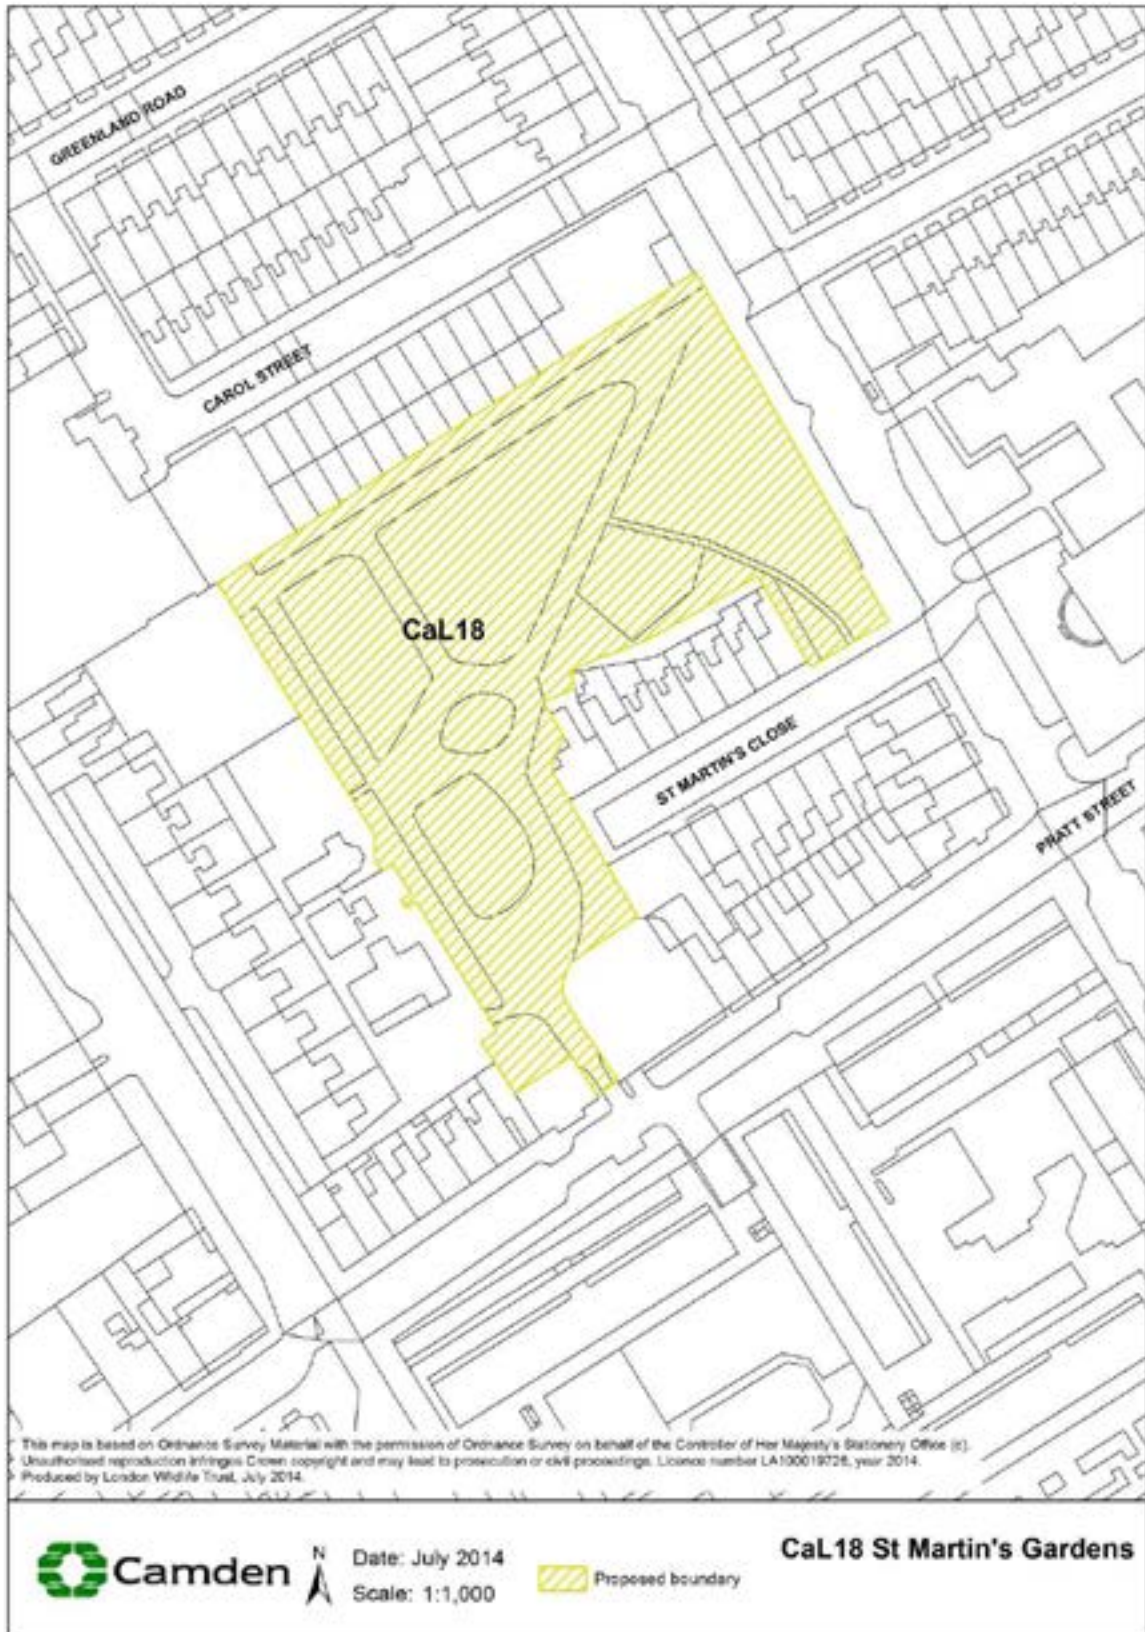 GREENLAND ROAD
CAROL STREET
CaL18
ST MARTIN'S CLOSE
PRATT STREET
This map is based on Ordnance Survey Material with the permission of Ordnance Survey on behalf of the Controller of Her Majesty's Stationery Office (c).
Unauthorised reproduction infringes Crown copyright and may lead to prosecution or civil proceedings. Licence number LA100019726, year 2014.
Produced by London Wildlife Trust, July 2014.
Camden
N
Date: July 2014
Scale: 1:1,000
Proposed boundary
CaL18 St Martin's Gardens